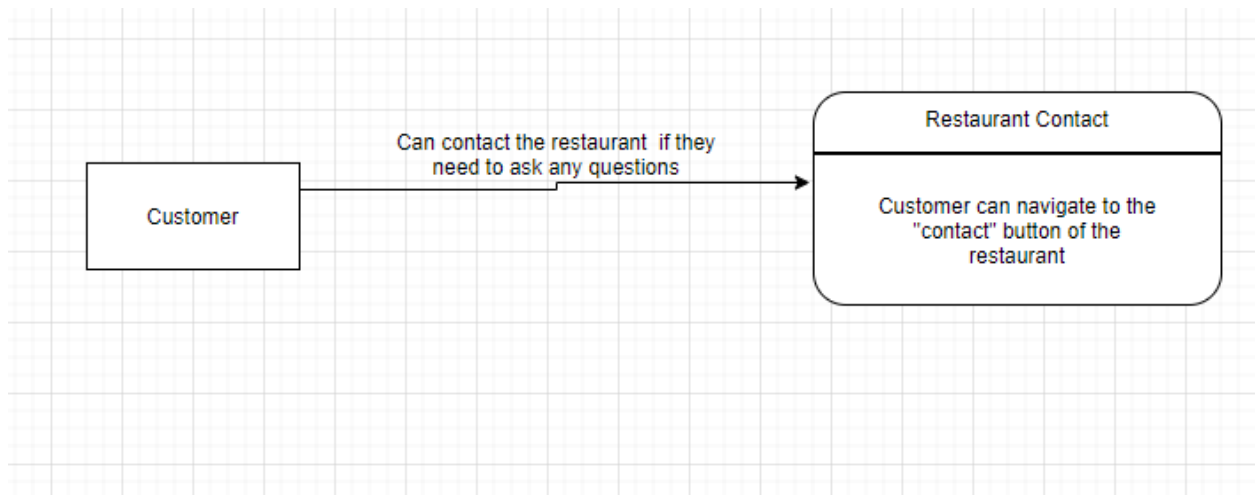 Can contact the restaurant  if they
need to ask any questions
Customer
Restaurant Contact
Customer can navigate to the
"contact" button of the
restaurant